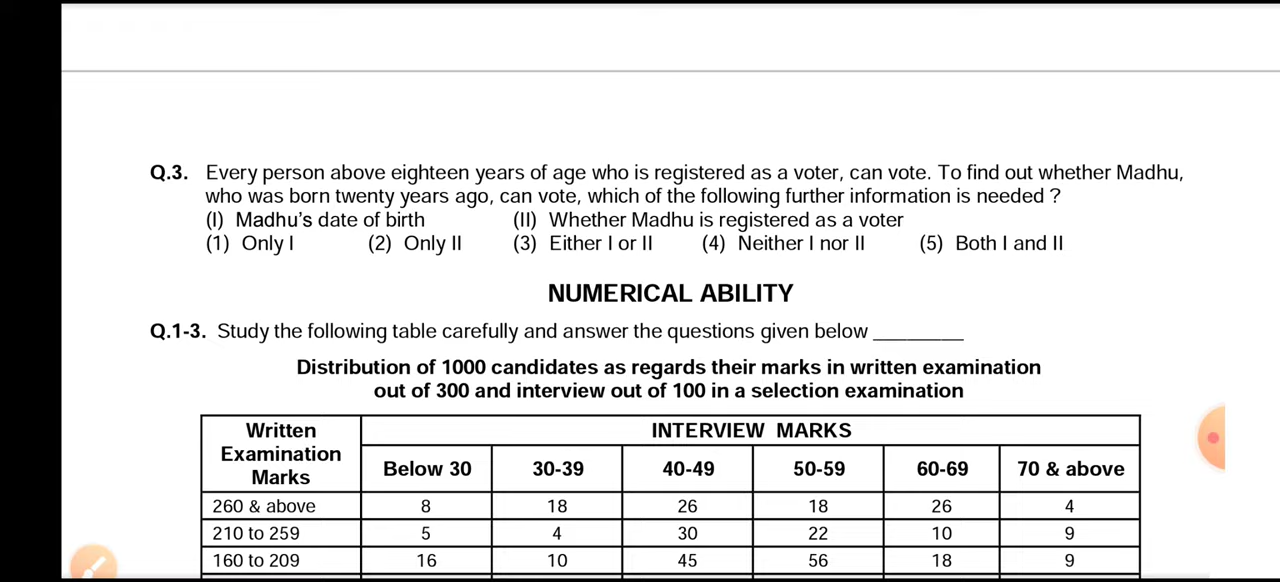 Q.3. Every person above eighteen years of age who is registered as a voter, can vote. To find out whether Madhu,
who was born twenty years ago, can vote, which of the following further information is needed ?
(I) Madhu's date of birth (II) Whether Madhu is registered as a voter
(1) Only I (2) Only II (3) Either I or II (4) Neither I nor II (5) Both I and II
NUMERICAL ABILITY
Q.1-3. Study the following table carefully and answer the questions given below ________
Distribution of 1000 candidates as regards their marks in written examination
out of 300 and interview out of 100 in a selection examination
Written Examination Marks INTERVIEW MARKS
Below 30 30-39 40-49 50-59 60-69 70 & above
260 & above 8 18 26 18 26 4
210 to 259 5 4 30 22 10 9
160 to 209 16 10 45 56 18 9